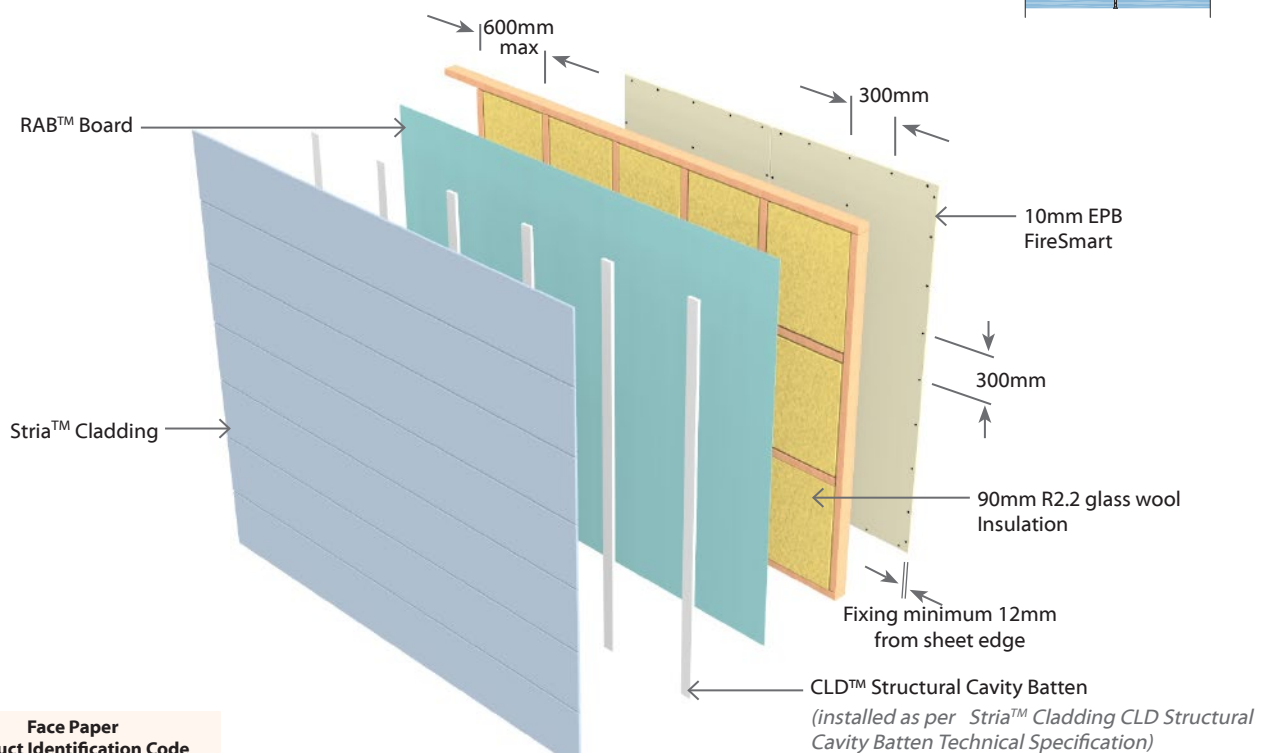 600mm
max
300mm
RAB™ Board
10mm EPB
FireSmart
300mm
Stria™ Cladding
90mm R2.2 glass wool
Insulation
Fixing minimum 12mm
from sheet edge
CLD™ Structural Cavity Batten
(installed as per Stria™ Cladding CLD Structural
Cavity Batten Technical Specification)
Face Paper
uct Identification Code